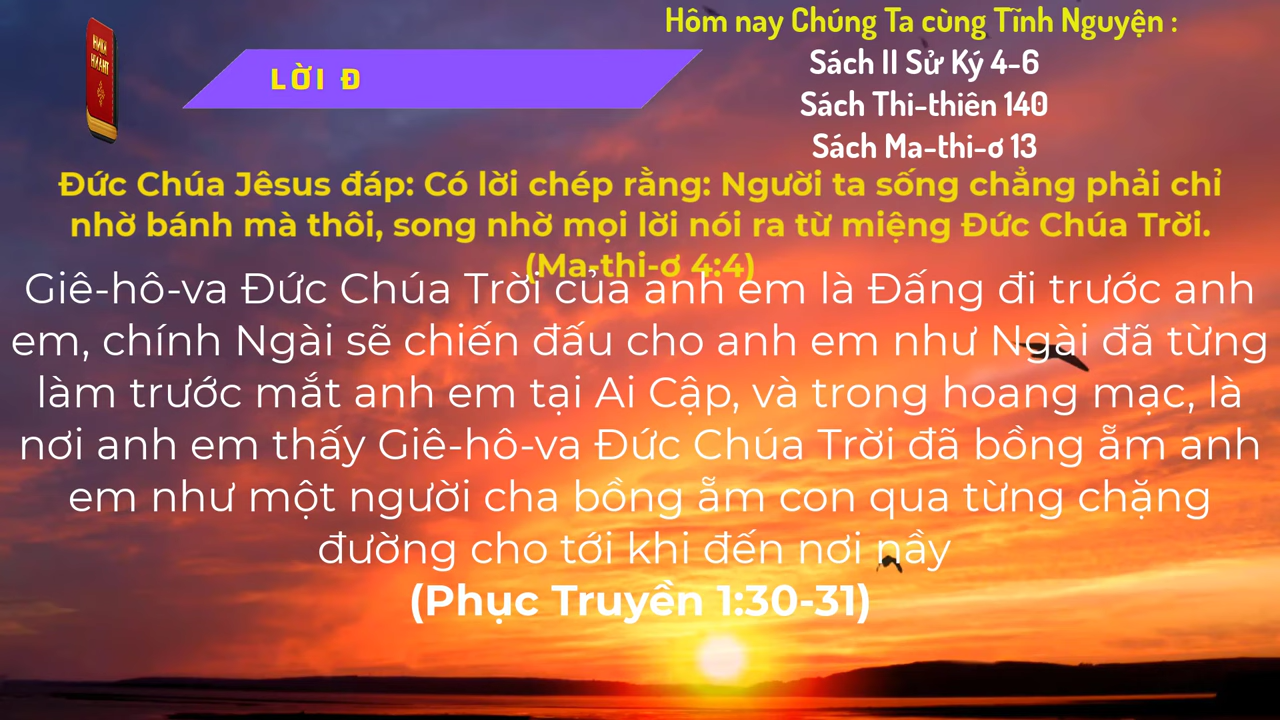 KINH
THÁNH
LỜI Đ
Hôm nay Chúng Ta cùng Tĩnh Nguyện :
Sách II Sử Ký 4-6
Sách Thi-thiên 140
Sách Ma-thi-ơ 13
Đức Chúa Jêsus đáp: Có lời chép rằng: Người ta sống chẳng phải chỉ
nhờ bánh mà thôi, song nhờ mọi lời nói ra từ miệng Đức Chúa Trời.
(Ma-thi-ơ 4:4)
Giê-hô-va Đức Chúa Trời của anh em là Đấng đi trước anh
em, chính Ngài sẽ chiến đấu cho anh em như Ngài đã từng
làm trước mắt anh em tại Ai Cập, và trong hoang mạc, là
nơi anh em thấy Giê-hô-va Đức Chúa Trời đã bồng ẵm anh
em như một người cha bồng ẵm con qua từng chặng
đường cho tới khi đến nơi nầy
(Phục Truyền 1:30-31)